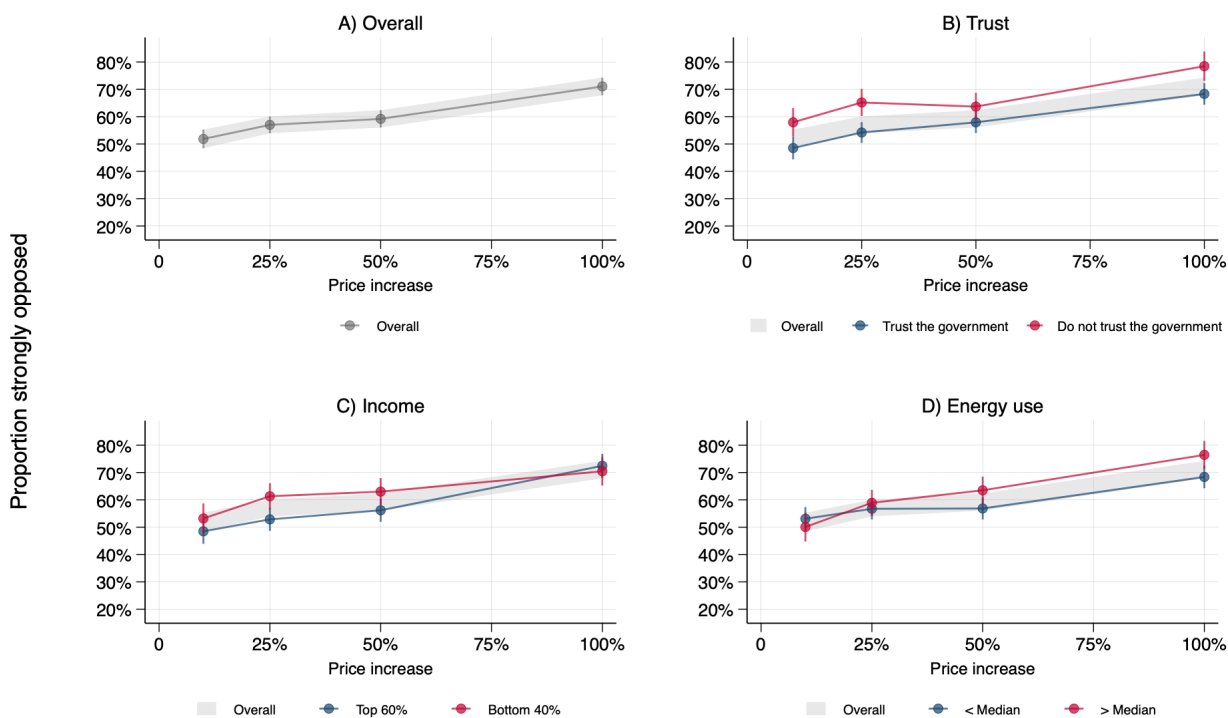 Proportion strongly opposed
A) Overall
80%
70%
60%
50%
40%
30%
20%
0 25% 50% 75% 100%
Price increase
Overall
B) Trust
80%
70%
60%
50%
40%
30%
20%
0 25% 50% 75% 100%
Price increase
Overall Trust the government Do not trust the government
C) Income
80%
70%
60%
50%
40%
30%
20%
0 25% 50% 75% 100%
Price increase
Overall Top 60% Bottom 40%
D) Energy use
80%
70%
60%
50%
40%
30%
20%
0 25% 50% 75% 100%
Price increase
Overall < Median > Median